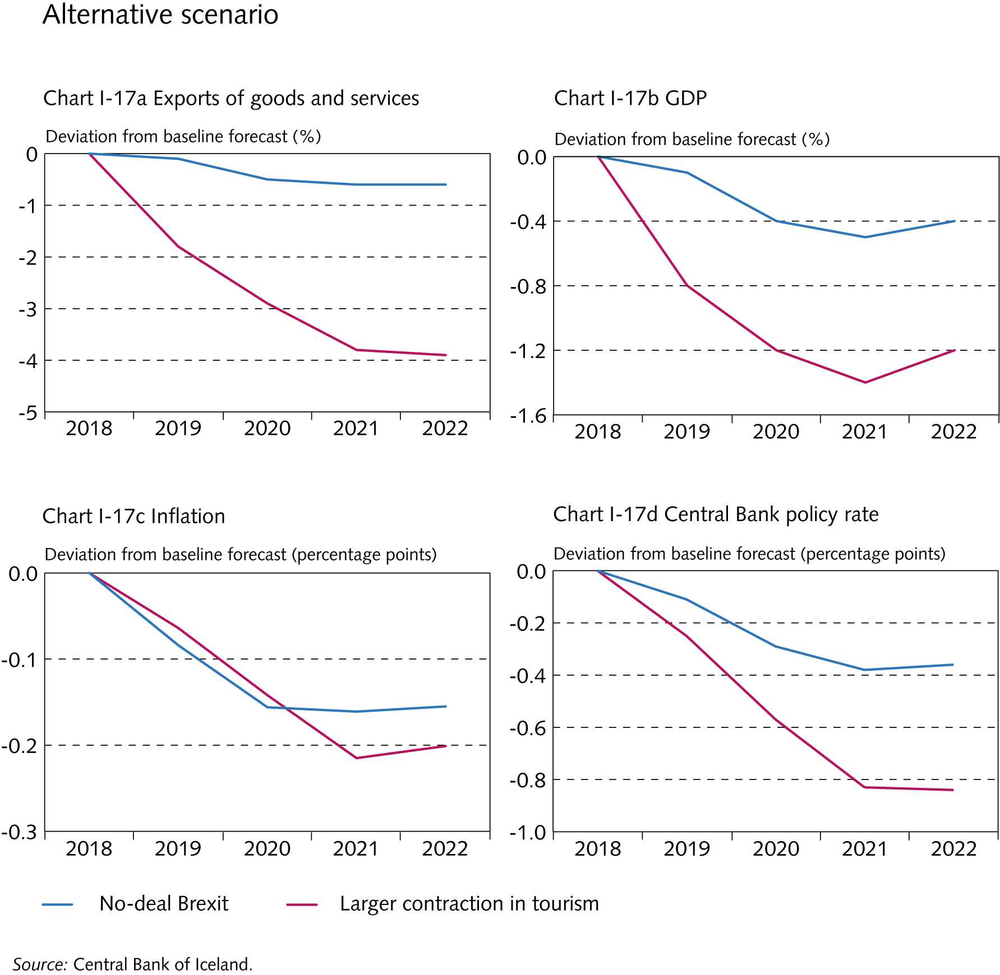 Alternative scenario
Chart I-17a Exports of goods and services
Deviation from baseline forecast (%)
0
-1
-2
-3
-4
-5
2018 2019 2020 2021 2022
Chart I-17b GDP
Deviation from baseline forecast (%)
0.0
-0.4
-0.8
-1.2
-1.6
2018 2019 2020 2021 2022
Chart I-17c Inflation
Deviation from baseline forecast (percentage points)
0.0
-0.1
-0.2
-0.3
2018 2019 2020 2021 2022
Chart I-17d Central Bank policy rate
Deviation from baseline forecast (percentage points)
0.0
-0.2
-0.4
-0.6
-0.8
-1.0
2018 2019 2020 2021 2022
No-deal Brexit Larger contraction in tourism
Source: Central Bank of Iceland.